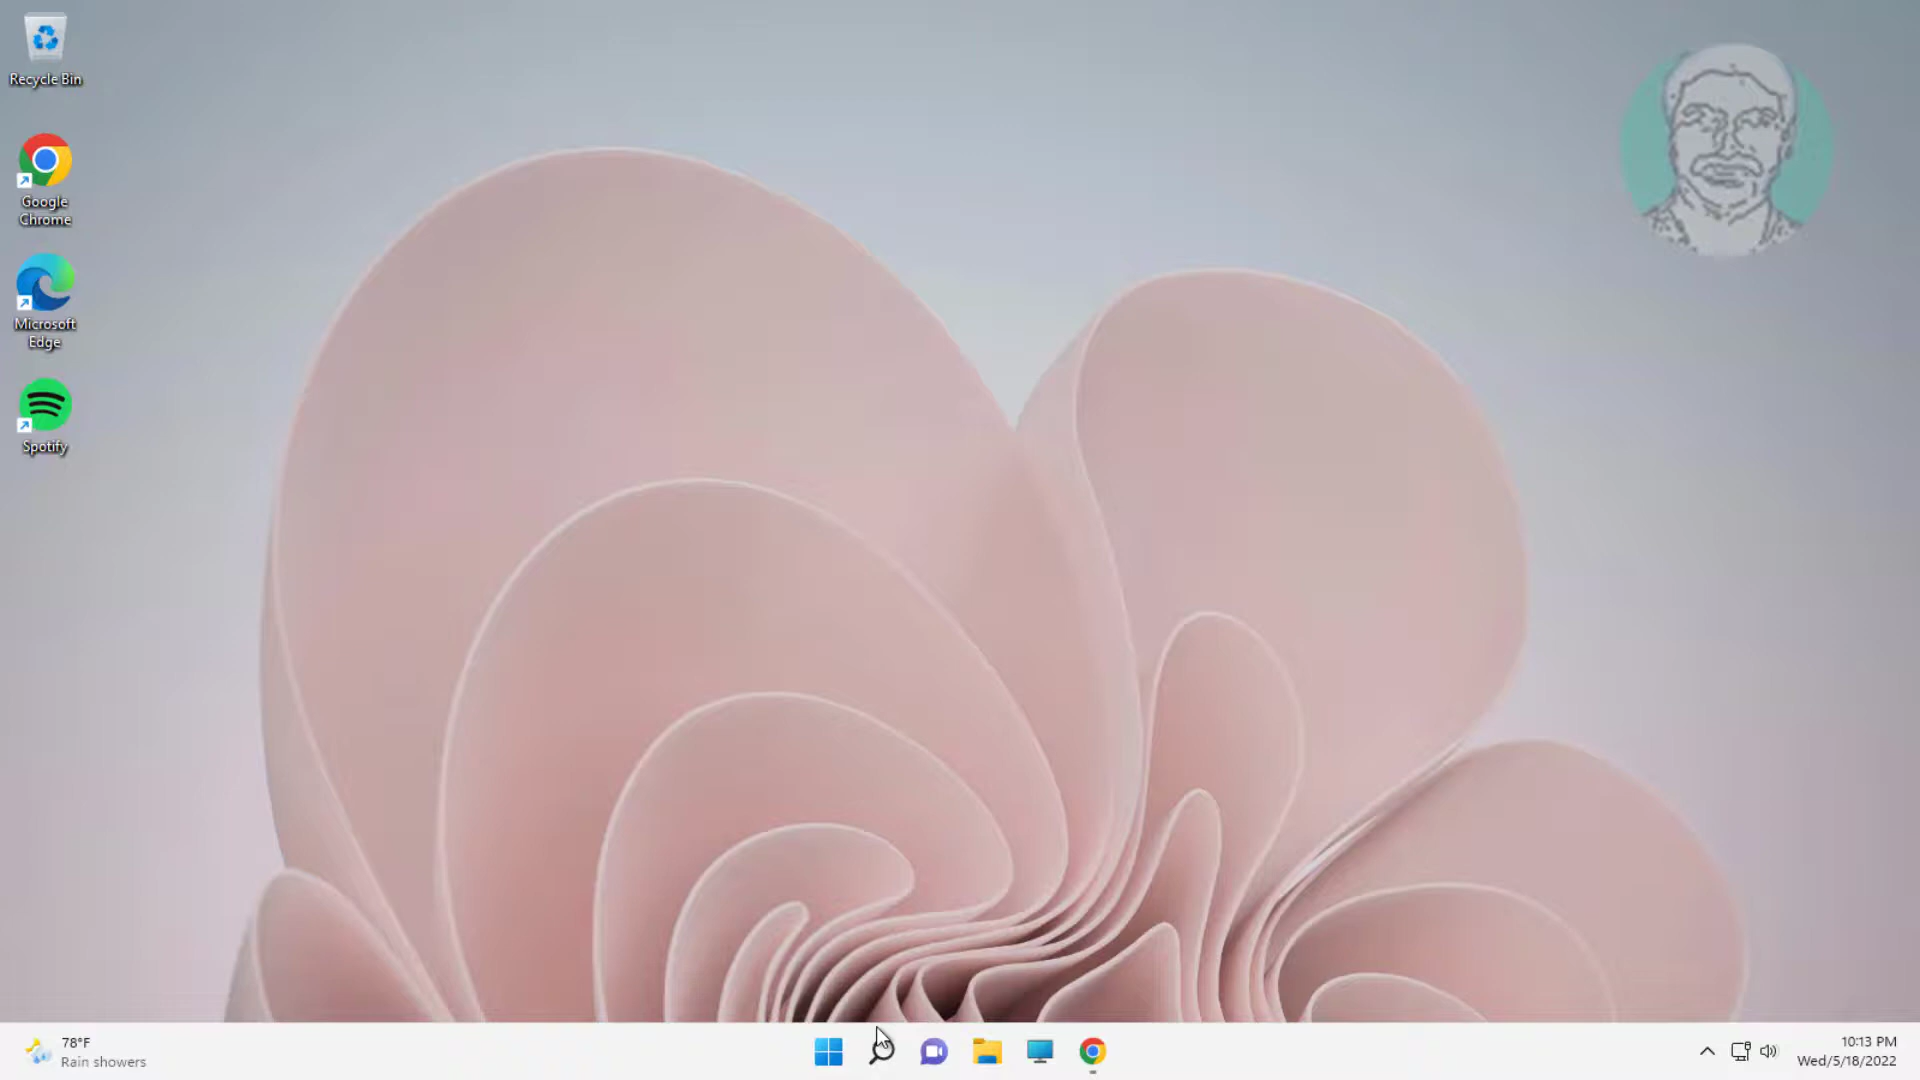 Recycle Bin
Google
Chrome
Microsoft
Edge
Spotify
78°F
Rain showers
10:13 PM
Wed/5/18/2022